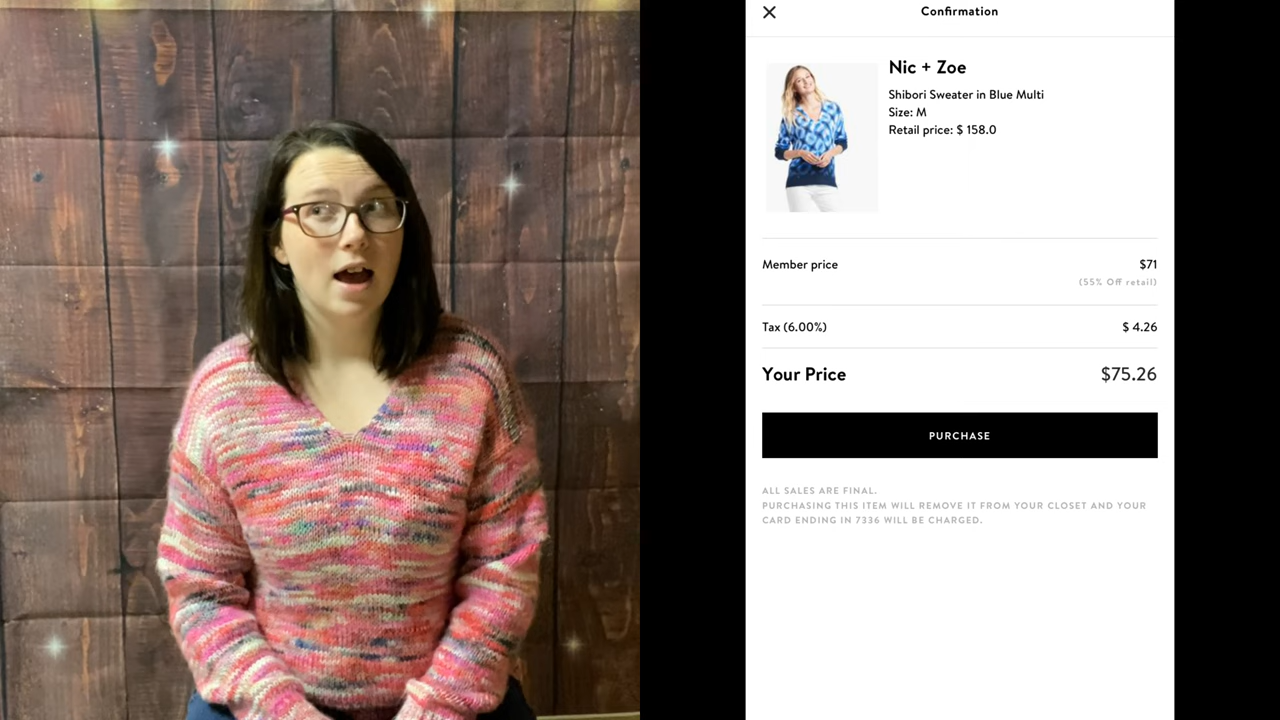 Confirmation
Nic + Zoe
Shibori Sweater in Blue Multi
Size: M
Retail price: $ 158.0
Member price
$71
(55% Off retail)
Tax (6.00%)
$ 4.26
Your Price
$75.26
PURCHASE
ALL SALES ARE FINAL.
PURCHASING THIS ITEM WILL REMOVE IT FROM YOUR CLOSET AND YOUR
CARD ENDING IN 7336 WILL BE CHARGED.